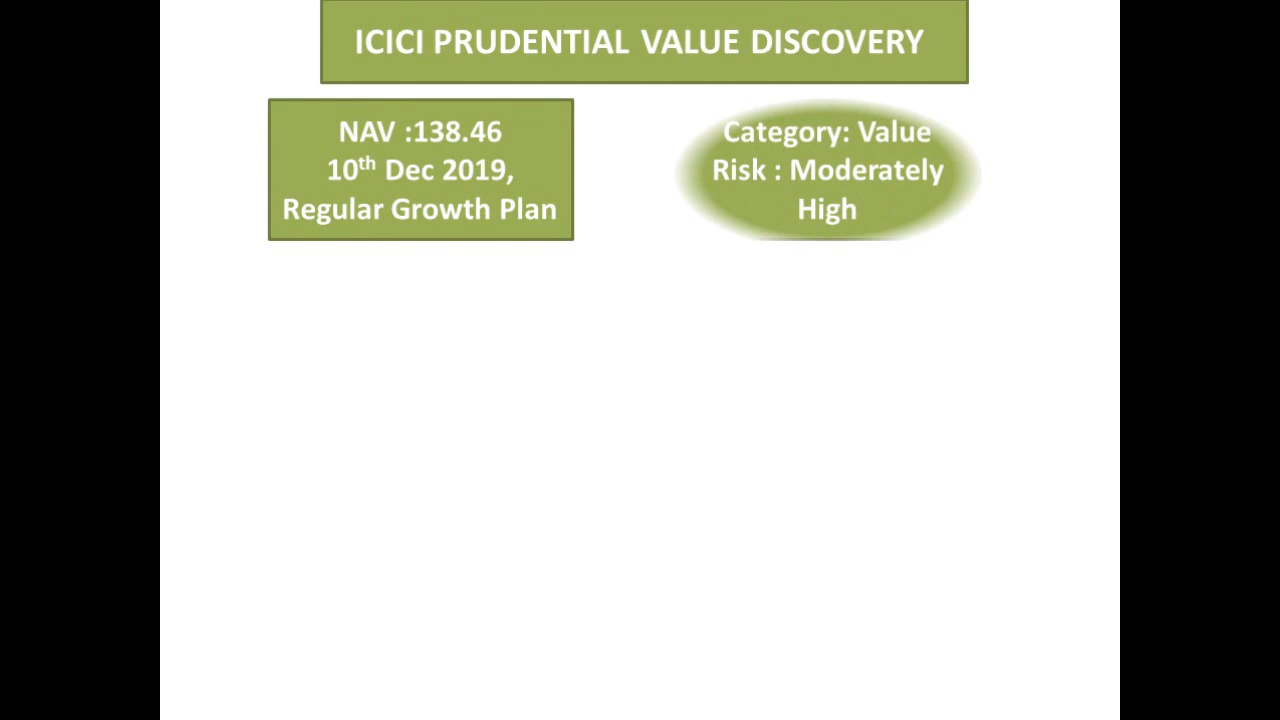 ICICI PRUDENTIAL VALUE DISCOVERY
NAV :138.46
10th Dec 2019,
Regular Growth Plan
Category: Value
Risk : Moderately
High